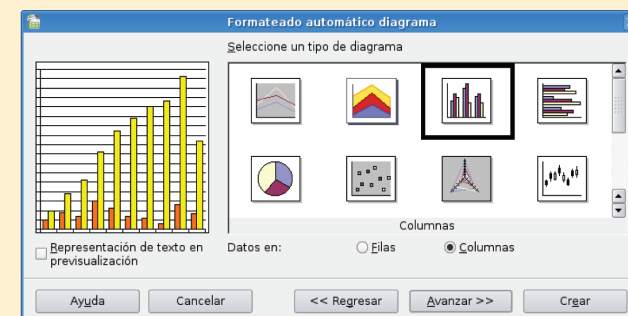 Formateado automático diagrama
Seleccione un tipo de diagrama
Columnas
Representación de texto en
previsualización
Datos en:
Filas
Columnas
Ayuda
Cancelar
<< Regresar
Avanzar >>
Crear